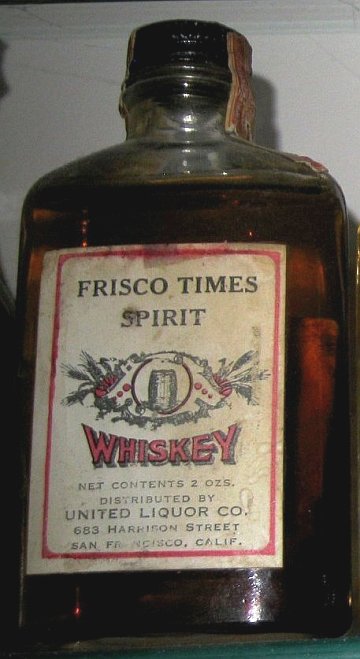 FRISCO TIMES
SPIRIT
WHISKEY
NET CONTENTS 2 OZS.
DISTRIBUTED BY
UNITED LIQUOR CO.
683 HARRISON STREET
SAN FRANCISCO, CALIF.